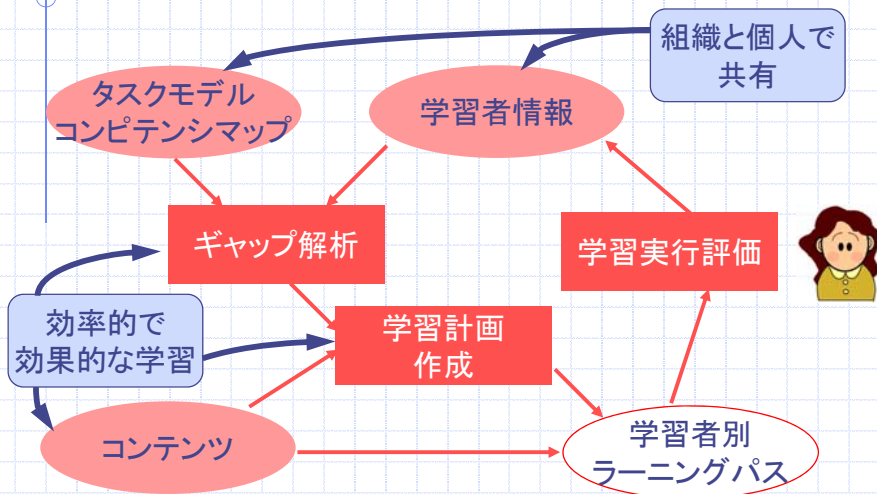 組織と個人で
共有
タスクモデル
コンピテンシマップ
学習者情報
ギャップ解析
学習実行評価
効率的で
効果的な学習
学習計画
作成
コンテンツ
学習者別
ラーニングパス